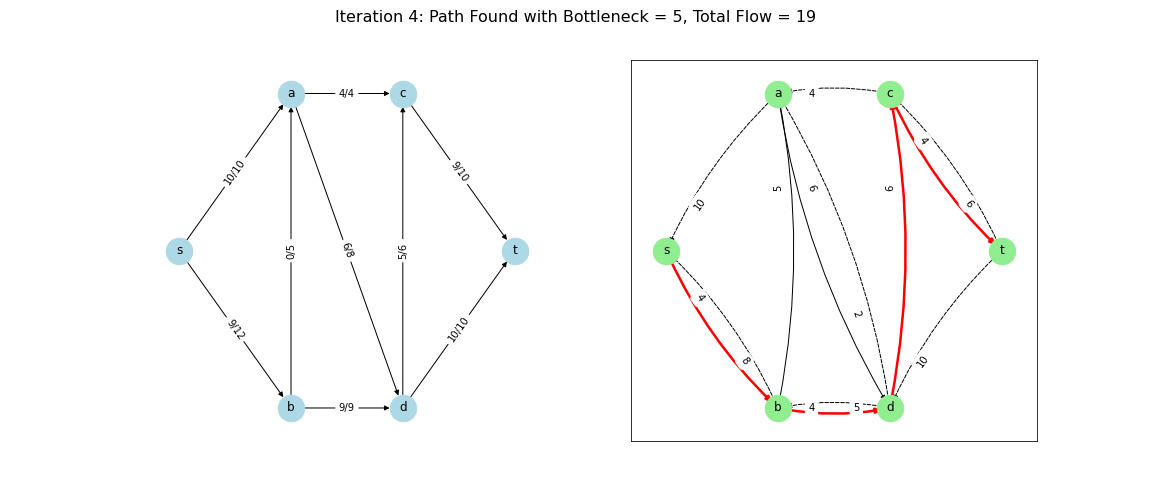 Iteration 4: Path Found with Bottleneck = 5, Total Flow = 19
a
4/4
c
10/10
9/10
s
0/5
6/8
5/6
t
9/12
10/10
b
9/9
d
a
4
c
4
5
6
6
10
6
s
t
4
2
8
10
b
4
5
d